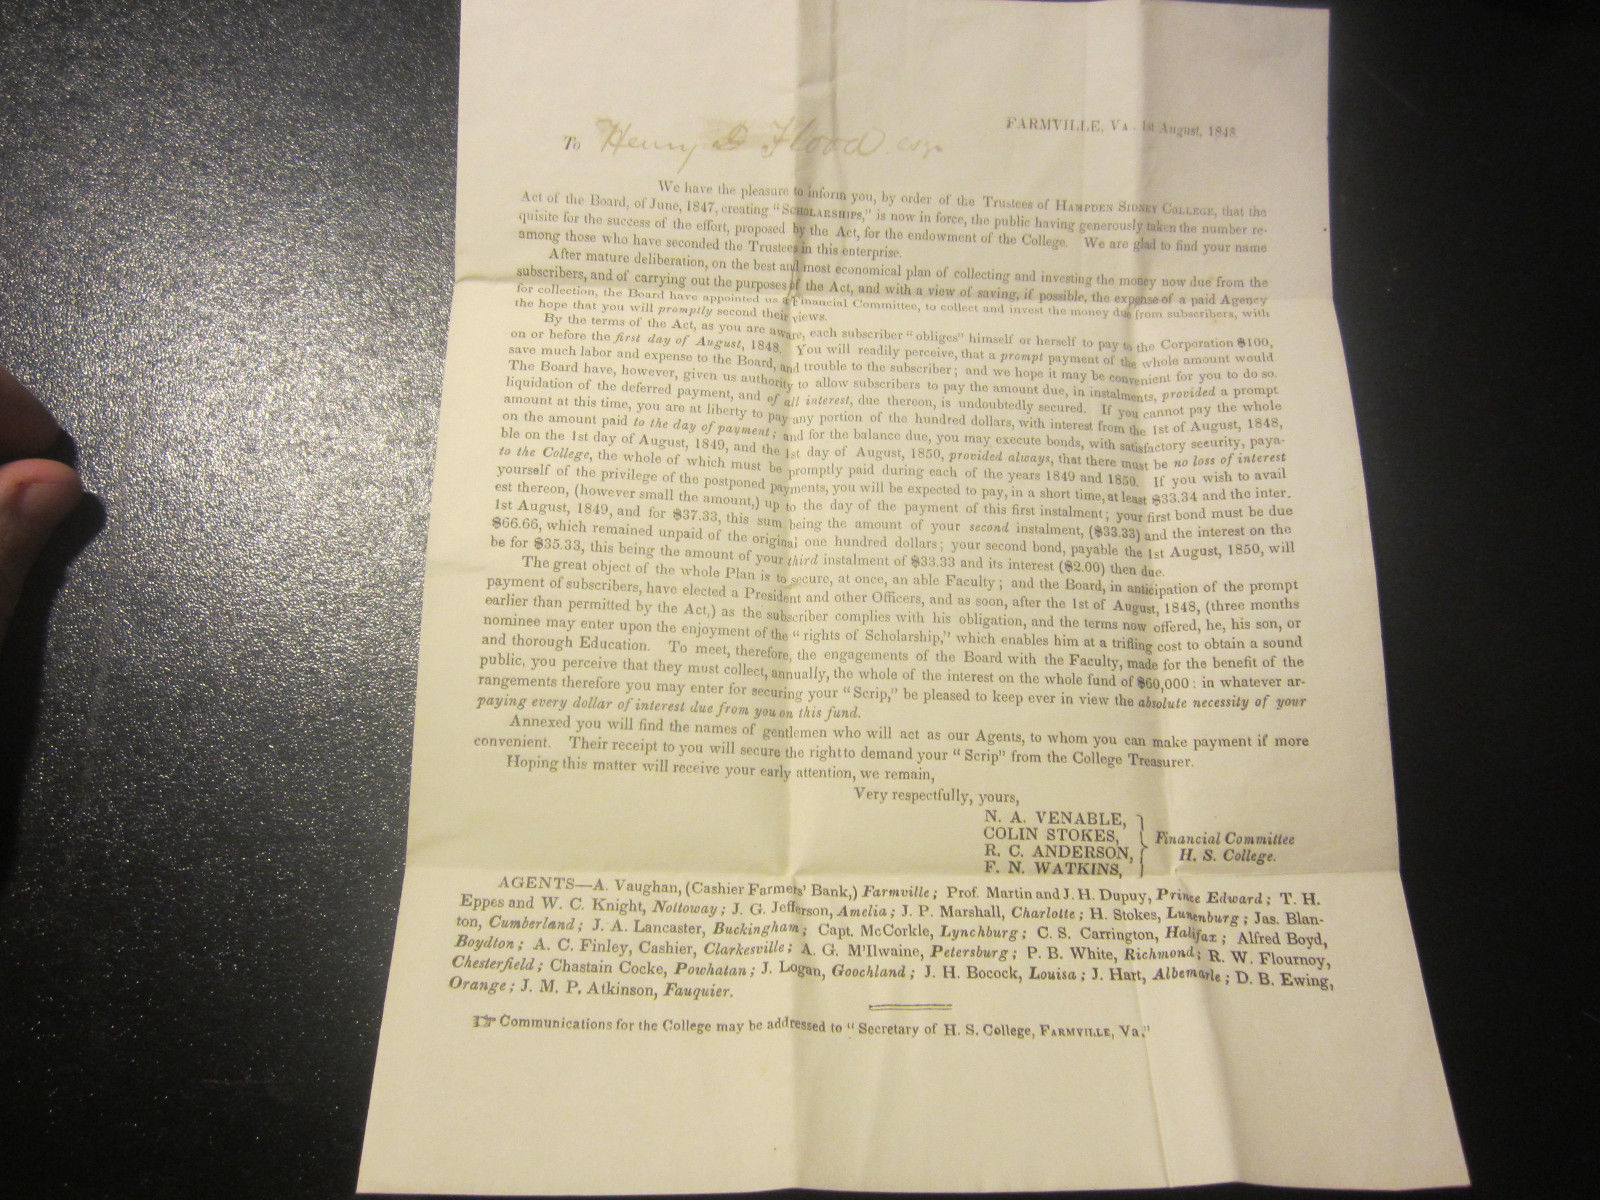 FARMVILLE, VA. 1st August, 1848
To Henry D Flood Esqr
We have the pleasure to inform you, by order of the Trustees of HAMPDEN SIDNEY COLLEGE, that the
Act of the Board, of June, 1847, creating “SCHOLARSHIPS,” is now in force, the public having generously taken the number re-
quisite for the success of the effort, proposed by the Act, for the endowment of the College. We are glad to find your name
among those who have seconded the Trustees in this enterprise.
After mature deliberation, on the best and most economical plan of collecting and investing the money now due from the
subscribers, and of carrying out the purposes of the Act, and with a view of saving, if possible, the expense of a paid Agency
for collection, the Board have appointed us a Financial Committee, to collect and invest the money due from subscribers, with
the hope that you will promptly second their views.
By the terms of the Act, as you are aware, each subscriber “obliges” himself or herself to pay to the Corporation $100,
on or before the first day of August, 1848. You will readily perceive, that a prompt payment of the whole amount would
save much labor and expense to the Board, and trouble to the subscriber; and we hope it may be convenient for you to do so.
The Board have, however, given us authority to allow subscribers to pay the amount due, in instalments, provided a prompt
liquidation of the deferred payment, and of all interest, due thereon, is undoubtedly secured. If you cannot pay the whole
amount at this time, you are at liberty to pay any portion of the hundred dollars, with interest from the 1st of August, 1848,
on the amount paid to the day of payment; and for the balance due, you may execute bonds, with satisfactory security, paya-
ble on the 1st day of August, 1849, and the 1st day of August, 1850, provided always, that there must be no loss of interest
to the College, the whole of which must be promptly paid during each of the years 1849 and 1850. If you wish to avail
yourself of the privilege of the postponed payments, you will be expected to pay, in a short time, at least $33.34 and the inter-
est thereon, (however small the amount,) up to the day of the payment of this first instalment; your first bond must be due
1st August, 1849, and for $37.33, this sum being the amount of your second instalment, ($33.33) and the interest on the
$66.66, which remained unpaid of the original one hundred dollars; your second bond, payable the 1st August, 1850, will
be for $35.33, this being the amount of your third instalment of $33.33 and its interest ($2.00) then due.
The great object of the whole Plan is to secure, at once, an able Faculty; and the Board, in anticipation of the prompt
payment of subscribers, have elected a President and other Officers, and as soon, after the 1st of August, 1848, (three months
earlier than permitted by the Act,) as the subscriber complies with his obligation, and the terms now offered, he, his son, or
nominee may enter upon the enjoyment of the “rights of Scholarship,” which enables him at a trifling cost to obtain a sound
and thorough Education. To meet, therefore, the engagements of the Board with the Faculty, made for the benefit of the
public, you perceive that they must collect, annually, the whole of the interest on the whole fund of $60,000: in whatever ar-
rangements therefore you may enter for securing your “Scrip,” be pleased to keep ever in view the absolute necessity of your
paying every dollar of interest due from you on this fund.
Annexed you will find the names of gentlemen who will act as our Agents, to whom you can make payment if more
convenient. Their receipt to you will secure the right to demand your “Scrip” from the College Treasurer.
Hoping this matter will receive your early attention, we remain,
Very respectfully, yours,
N. A. VENABLE,
COLIN STOKES,
R. C. ANDERSON,
F. N. WATKINS,
Financial Committee
H. S. College.
AGENTS—A. Vaughan, (Cashier Farmers' Bank,) Farmville; Prof. Martin and J. H. Dupuy, Prince Edward; T. H.
Eppes and W. C. Knight, Nottoway; J. G. Jefferson, Amelia; J. P. Marshall, Charlotte; H. Stokes, Lunenburg; Jas. Blan-
ton, Cumberland; J. A. Lancaster, Buckingham; Capt. McCorkle, Lynchburg; C. S. Carrington, Halifax; Alfred Boyd,
Boydton; A. C. Finley, Cashier, Clarkesville; A. G. M'Ilwaine, Petersburg; P. B. White, Richmond; R. W. Flournoy,
Chesterfield; Chastain Cocke, Powhatan; J. Logan, Goochland; J. H. Bocock, Louisa; J. Hart, Albemarle; D. B. Ewing,
Orange; J. M. P. Atkinson, Fauquier.
☞ Communications for the College may be addressed to “Secretary of H. S. College, FARMVILLE, Va.”